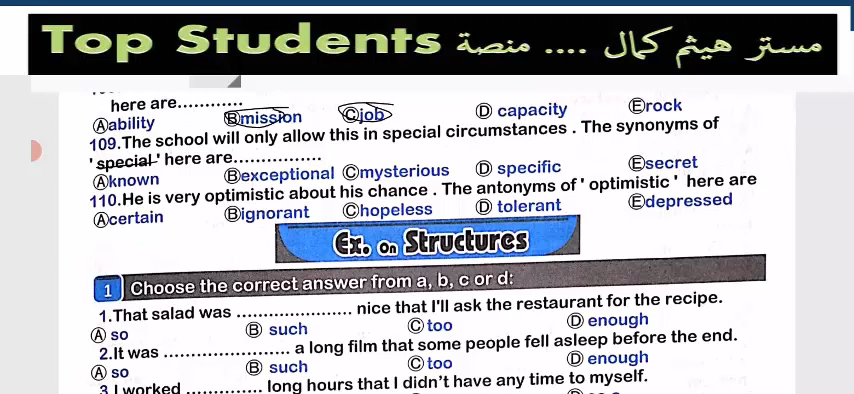 Top Students منصة .... مستر هيثم كمال
here are............
Ⓐability Ⓑmission Ⓒjob Ⓓ capacity Ⓔrock
109.The school will only allow this in special circumstances . The synonyms of
' special ' here are................
Ⓐknown Ⓑexceptional Ⓒmysterious Ⓓ specific Ⓔsecret
110.He is very optimistic about his chance . The antonyms of ' optimistic ' here are
Ⓐcertain Ⓑignorant Ⓒhopeless Ⓓ tolerant Ⓔdepressed
Ex. on Structures
1 Choose the correct answer from a, b, c or d:
1.That salad was ..................... nice that I'll ask the restaurant for the recipe.
Ⓐ so Ⓑ such Ⓒ too Ⓓ enough
2.It was ....................... a long film that some people fell asleep before the end.
Ⓐ so Ⓑ such Ⓒ too Ⓓ enough
3.I worked .............. long hours that I didn't have any time to myself.